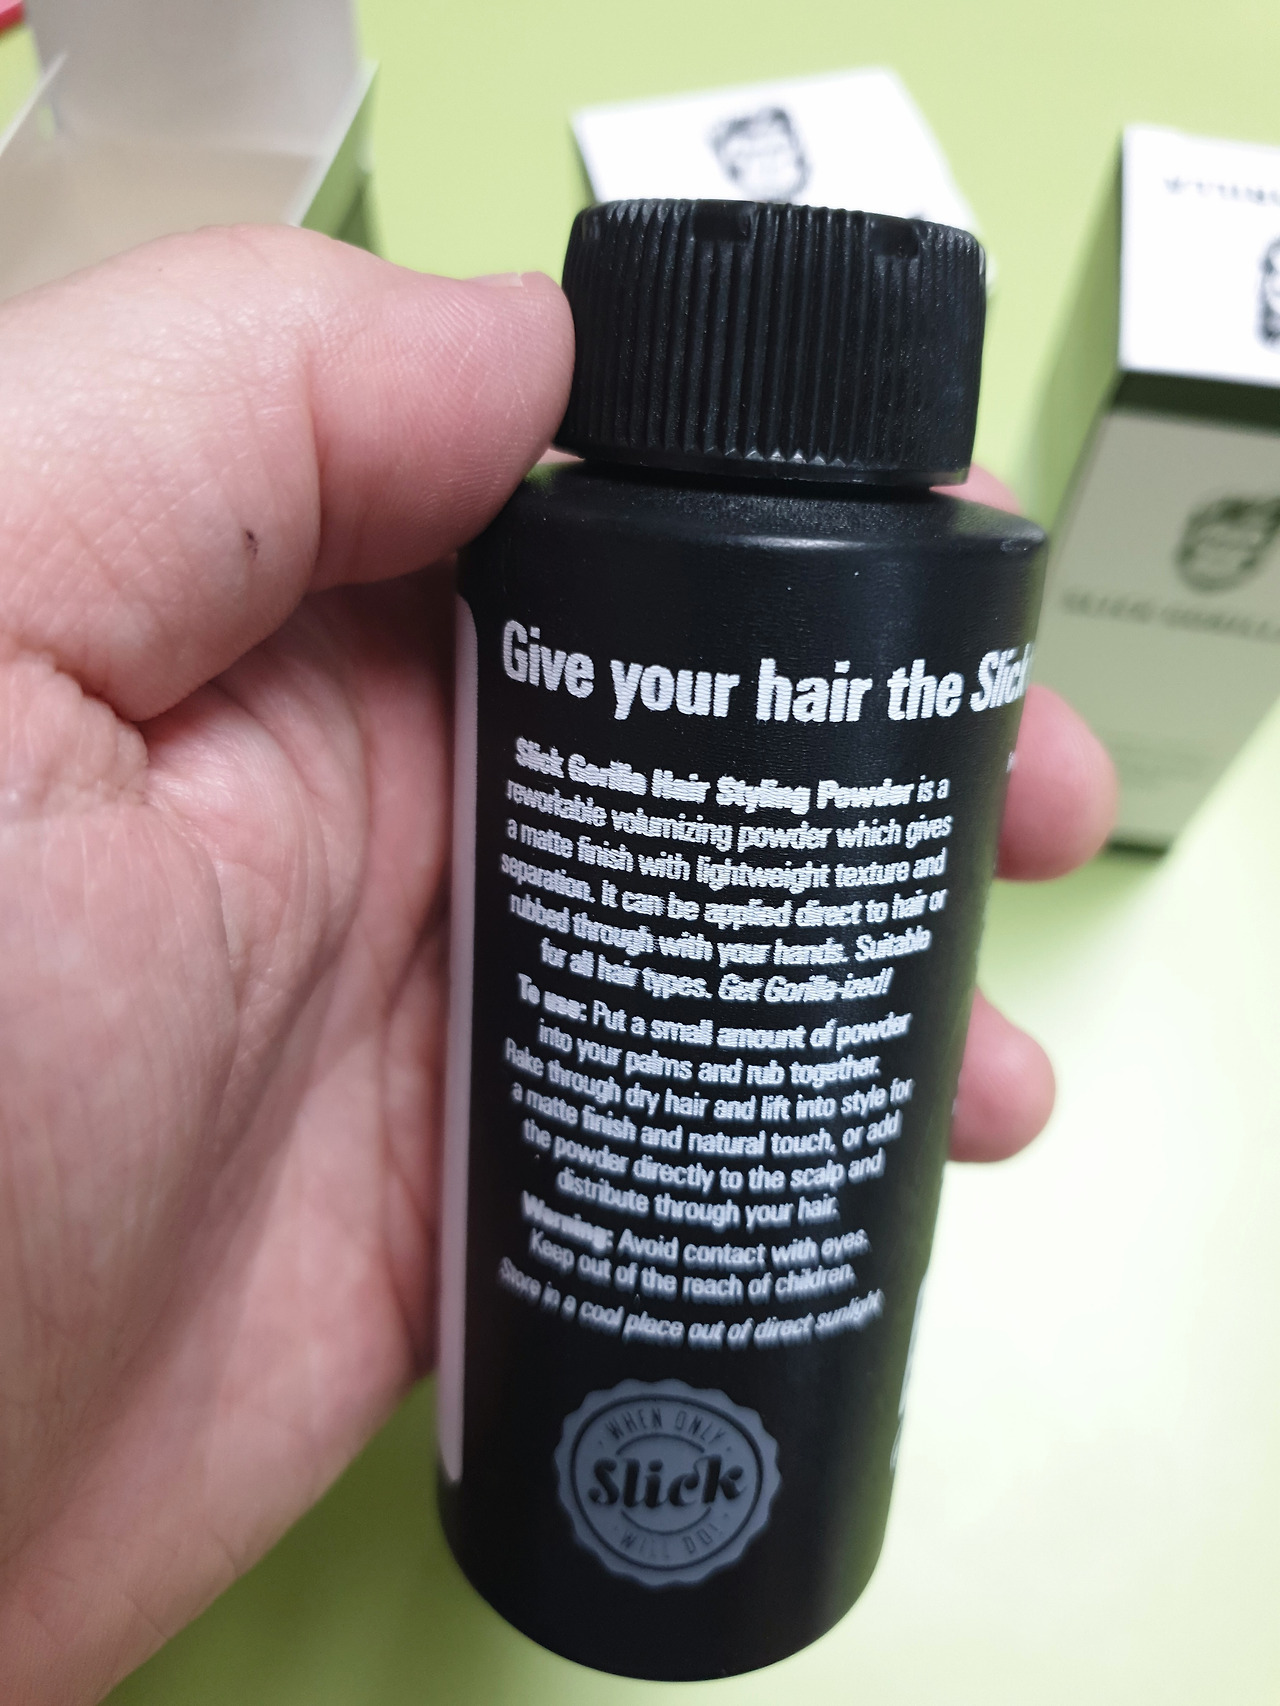 Give your hair the Slick
Slick Gorilla Hair Styling Powder is a
reworkable volumizing powder which gives
a matte finish with lightweight texture and
separation. It can be applied direct to hair or
rubbed through with your hands. Suitable
for all hair types. Get Gorilla-ized!
To use: Put a small amount of powder
into your palms and rub together.
Rake through dry hair and lift into style for
a matte finish and natural touch, or add
the powder directly to the scalp and
distribute through your hair.
Warning: Avoid contact with eyes.
Keep out of the reach of children.
Store in a cool place out of direct sunlight
WHEN ONLY
Slick
WILL DO!